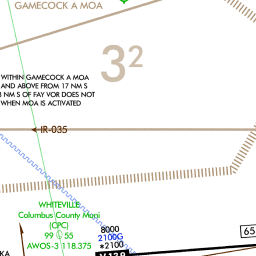 GAMECOCK A MOA
3²
WITHIN GAMECOCK A MOA
AND ABOVE FROM 17 NM S
NM S OF FAY VOR DOES NOT
WHEN MOA IS ACTIVATED
IR-035
WHITEVILLE
Columbus County Muni
(CPC)
99 55
AWOS-3 118.375
8000
2100G
*2100
V139
65
KA